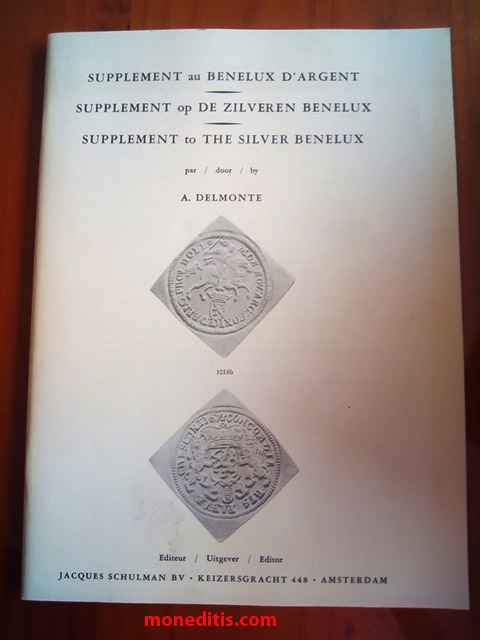 SUPPLEMENT au BENELUX D'ARGENT
SUPPLEMENT op DE ZILVEREN BENELUX
SUPPLEMENT to THE SILVER BENELUX
par / door / by
A. DELMONTE
1018b
Editeur / Uitgever / Editor
JACQUES SCHULMAN BV · KEIZERSGRACHT 448 · AMSTERDAM
moneditis.com